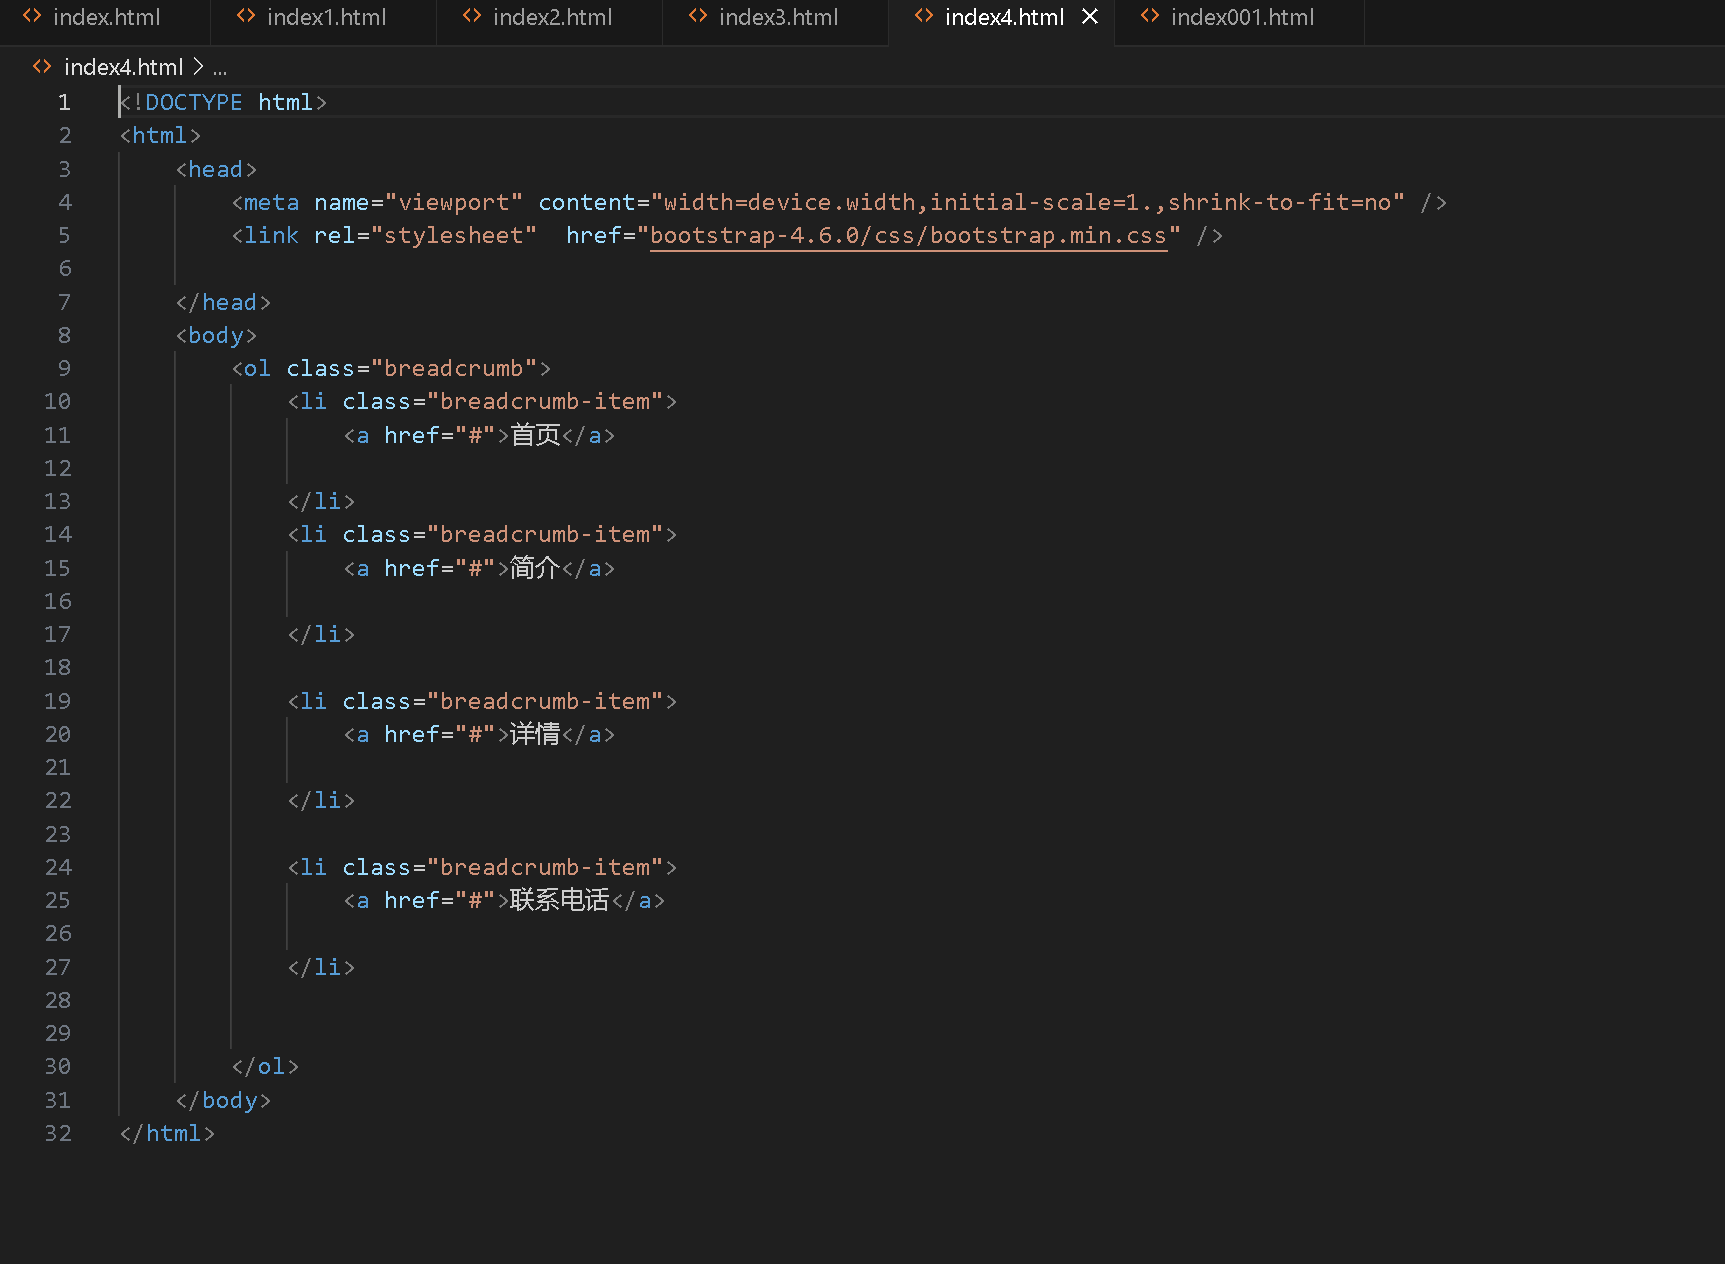 index.html index1.html index2.html index3.html index4.html index001.html
index4.html > ...
1 <!DOCTYPE html>
2 <html>
3 <head>
4 <meta name="viewport" content="width=device.width,initial-scale=1.,shrink-to-fit=no" />
5 <link rel="stylesheet"  href="bootstrap-4.6.0/css/bootstrap.min.css" />
6
7 </head>
8 <body>
9 <ol class="breadcrumb">
10 <li class="breadcrumb-item">
11 <a href="#">首页</a>
12
13 </li>
14 <li class="breadcrumb-item">
15 <a href="#">简介</a>
16
17 </li>
18
19 <li class="breadcrumb-item">
20 <a href="#">详情</a>
21
22 </li>
23
24 <li class="breadcrumb-item">
25 <a href="#">联系电话</a>
26
27 </li>
28
29
30 </ol>
31 </body>
32 </html>